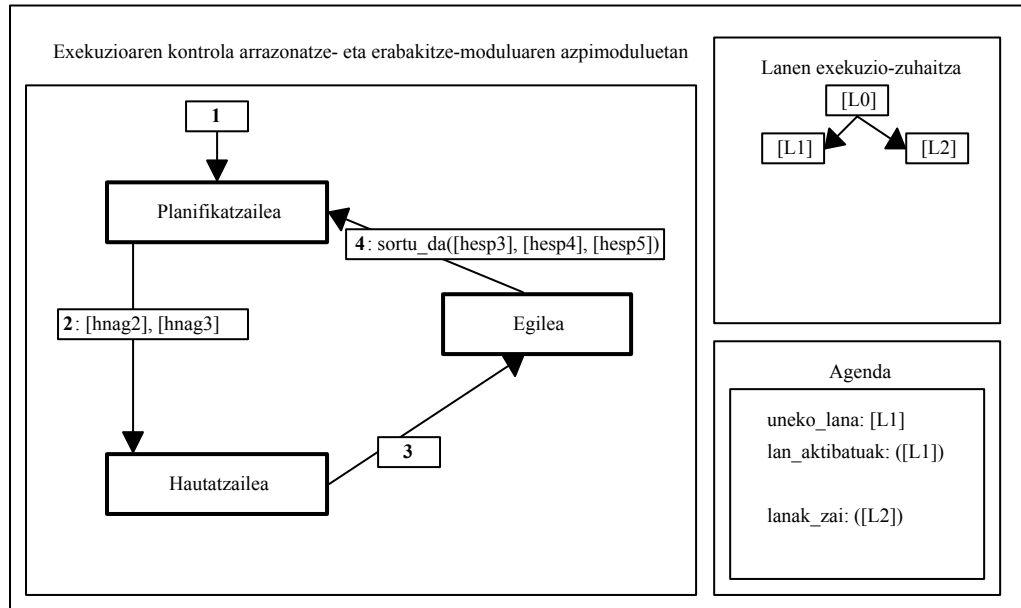 Exekuzioaren kontrola arrazonatze- eta erabakitze-moduluaren azpimoduluetan
1
Planifikatzailea
4: sortu_da([hesp3], [hesp4], [hesp5])
2: [hnag2], [hnag3]
Egilea
3
Hautatzailea
Lanen exekuzio-zuhaitza
[L0]
[L1]
[L2]
Agenda
uneko_lana: [L1]
lan_aktibatuak: ([L1])
lanak_zai: ([L2])